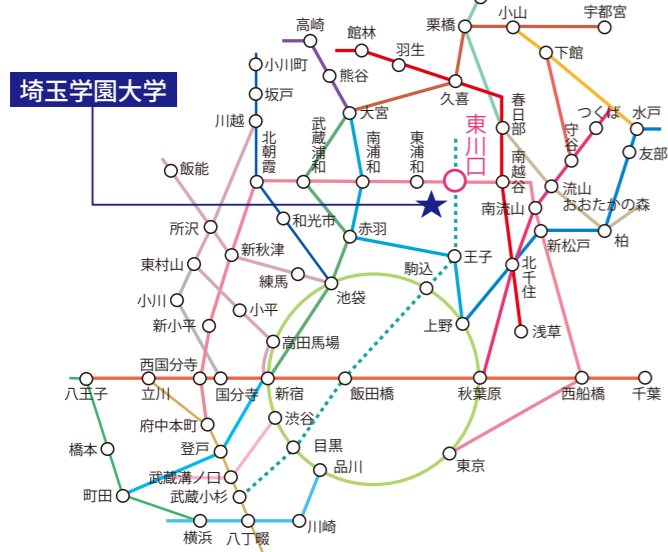 高崎
館林
栗橋
小山
宇都宮
小川町
熊谷
羽生
久喜
下館
埼玉学園大学
坂戸
川越
大宮
春日部
つくば
水戸
北朝霞
武蔵浦和
南浦和
東浦和
東川口
南越谷
守谷
友部
飯能
流山
おおたかの森
南流山
和光市
赤羽
新松戸
柏
所沢
新秋津
王子
北千住
東村山
練馬
池袋
駒込
小川
小平
新小平
高田馬場
上野
浅草
八王子
立川
西国分寺
国分寺
新宿
飯田橋
秋葉原
西船橋
千葉
府中本町
渋谷
橋本
登戸
目黒
武蔵溝ノ口
品川
東京
町田
武蔵小杉
横浜
八丁畷
川崎